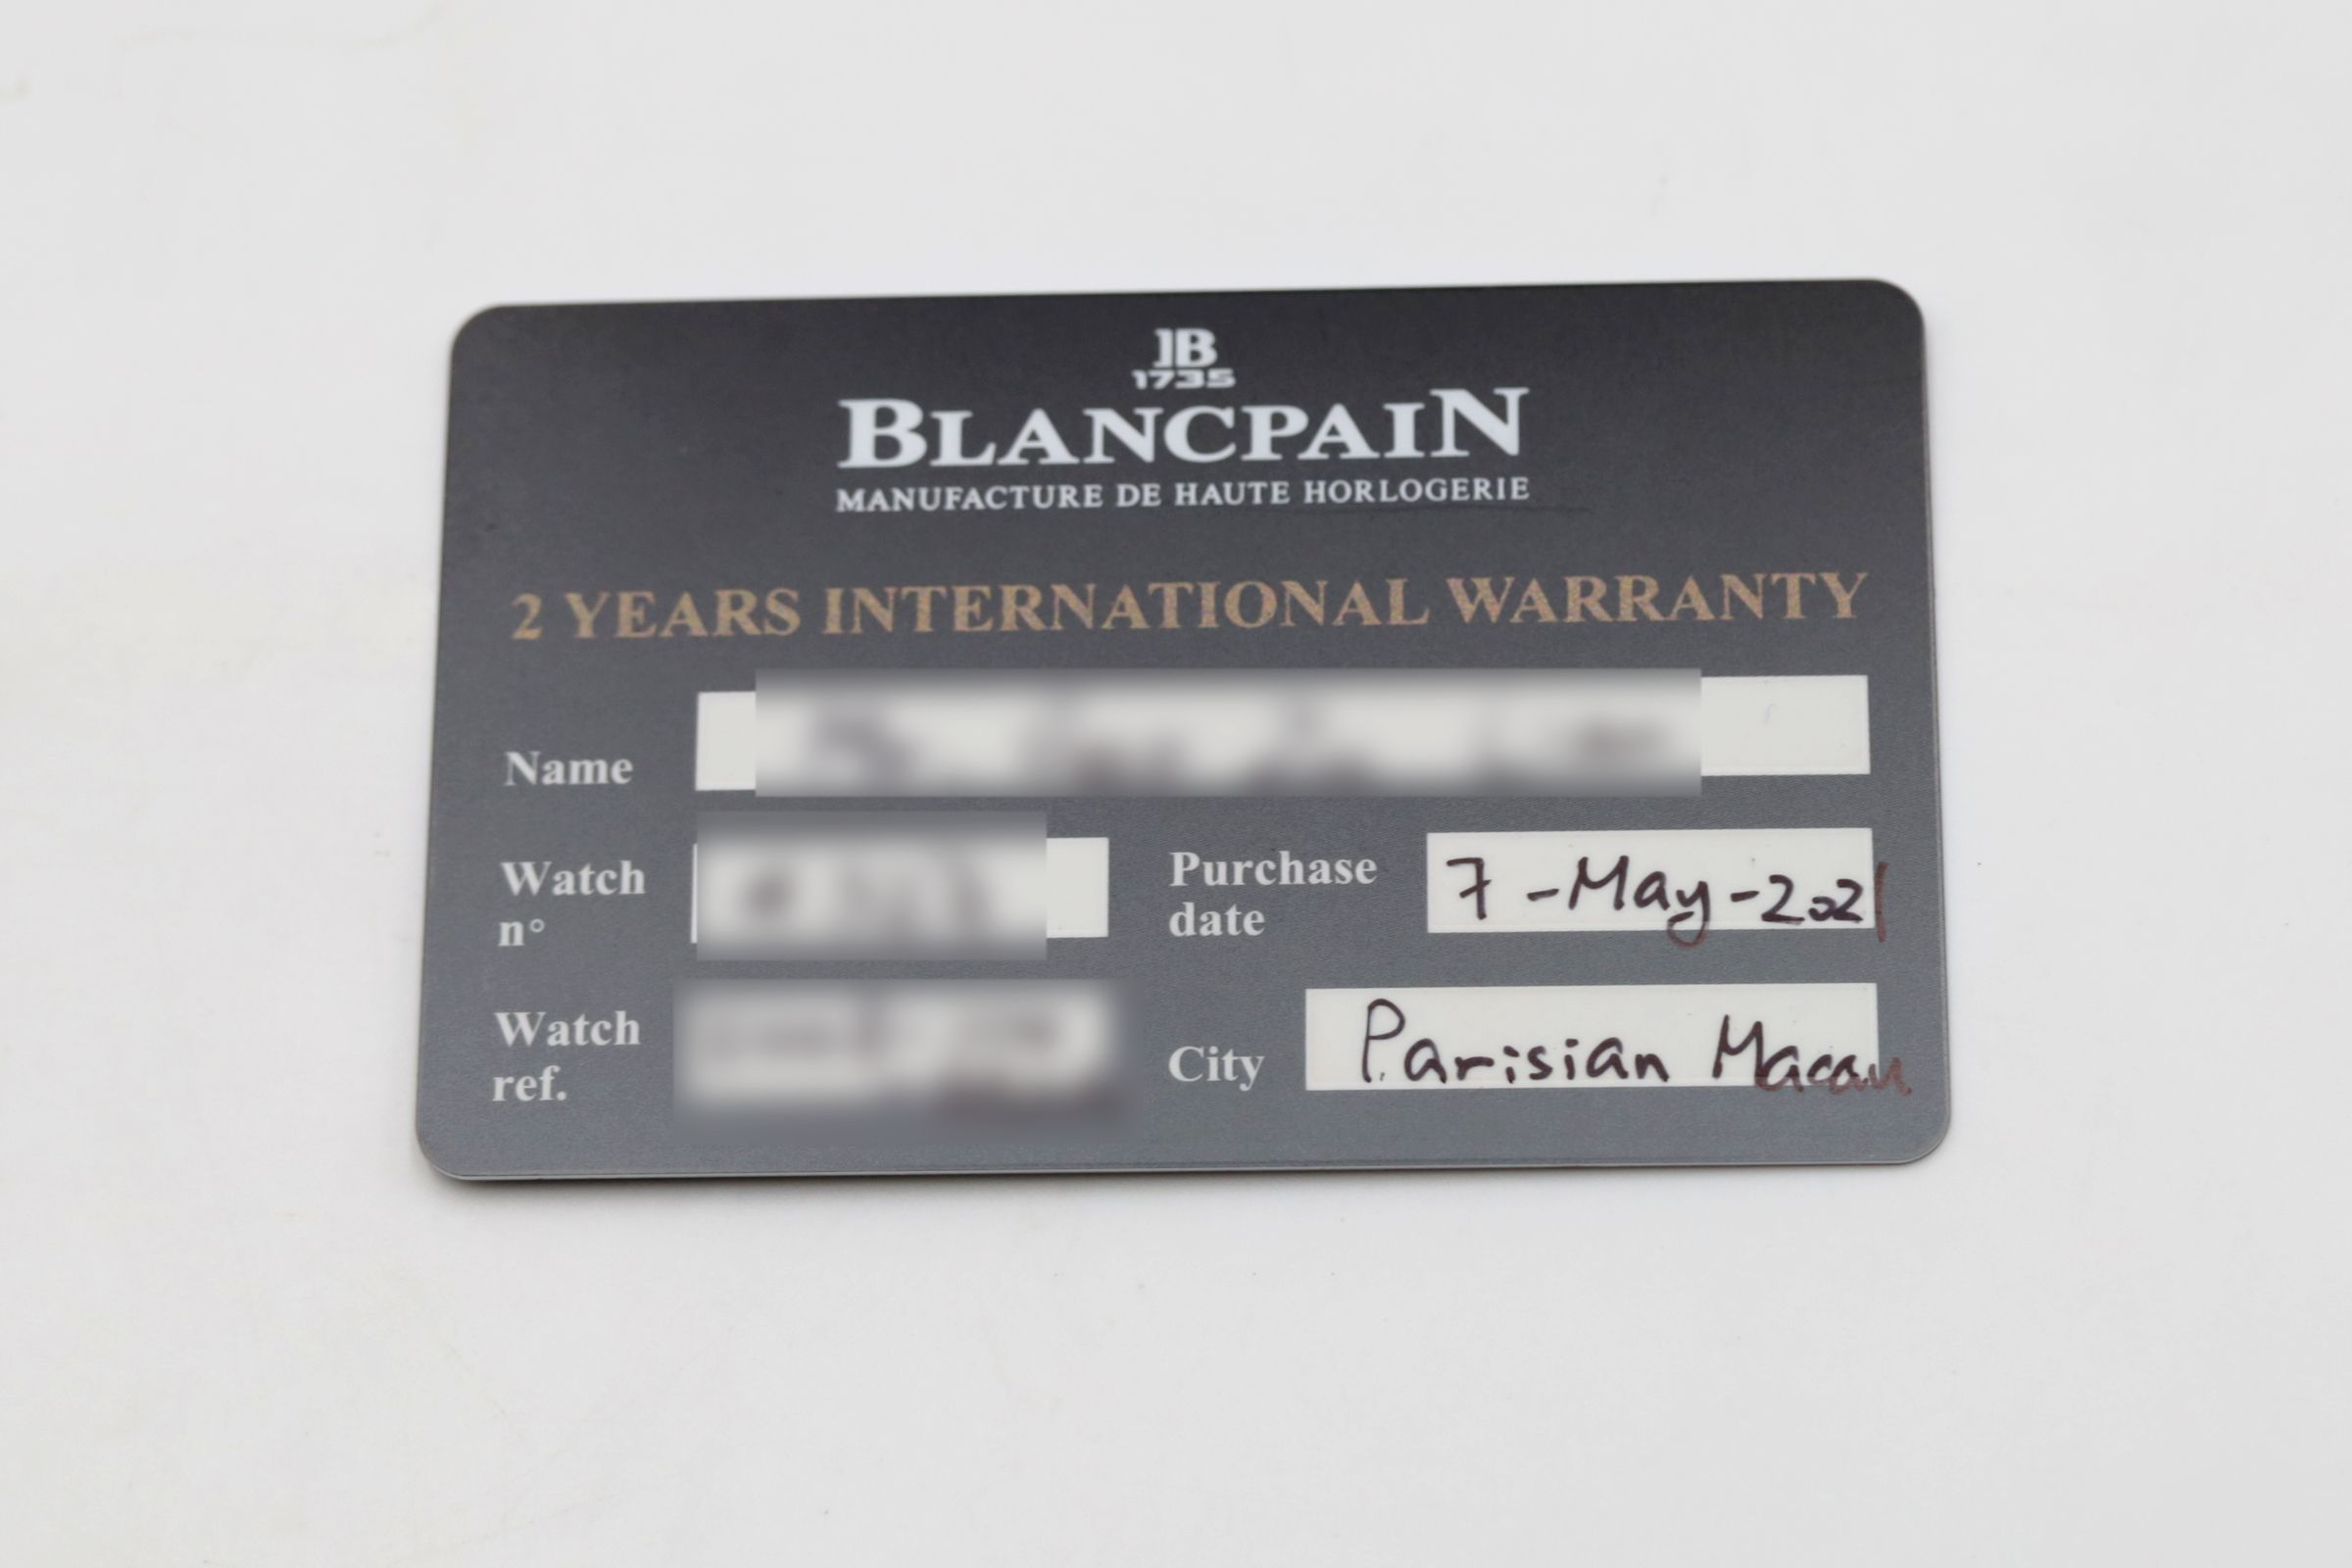 JB
1735
BLANCPAIN
MANUFACTURE DE HAUTE HORLOGERIE
2 YEARS INTERNATIONAL WARRANTY
Name
Watch n° Purchase date 7-May-2021
Watch ref. City Parisian Macau